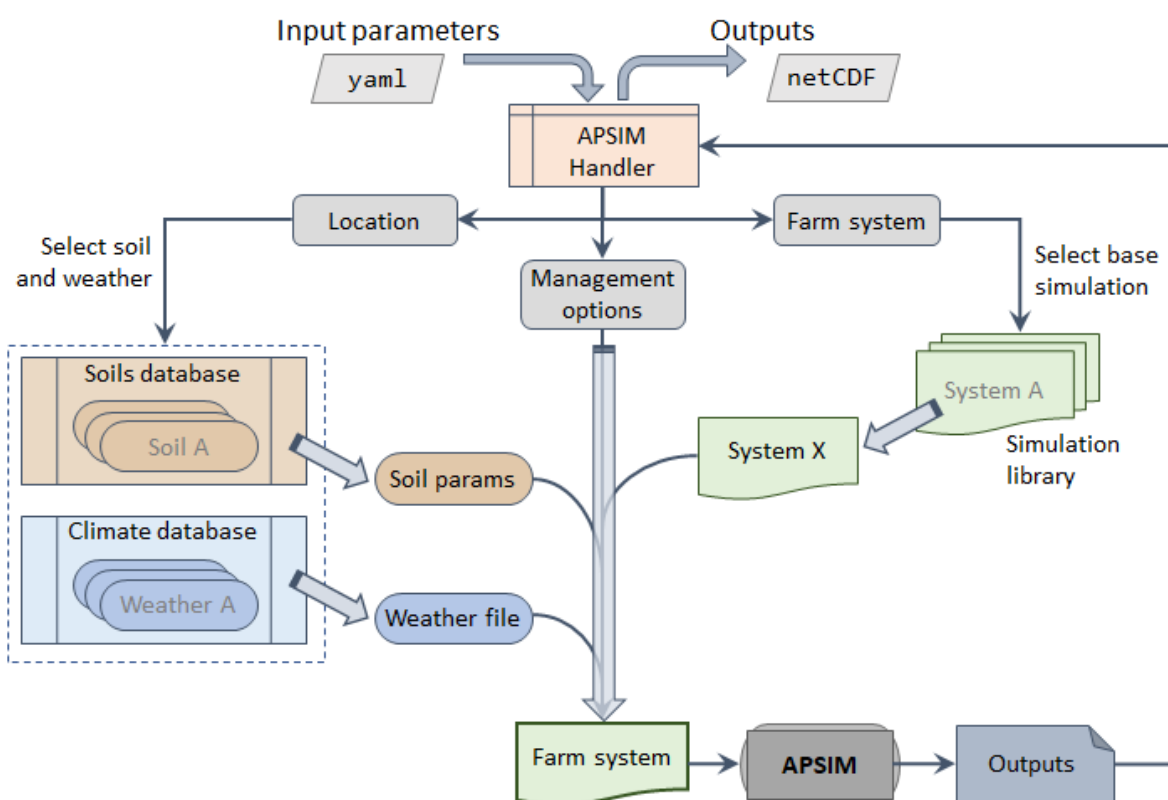 Input parameters
Outputs
yaml
netCDF
APSIM
Handler
Location
Farm system
Select soil
and weather
Management
options
Select base
simulation
Soils database
Soil A
System A
Simulation
library
System X
Soil params
Climate database
Weather A
Weather file
Farm system
APSIM
Outputs